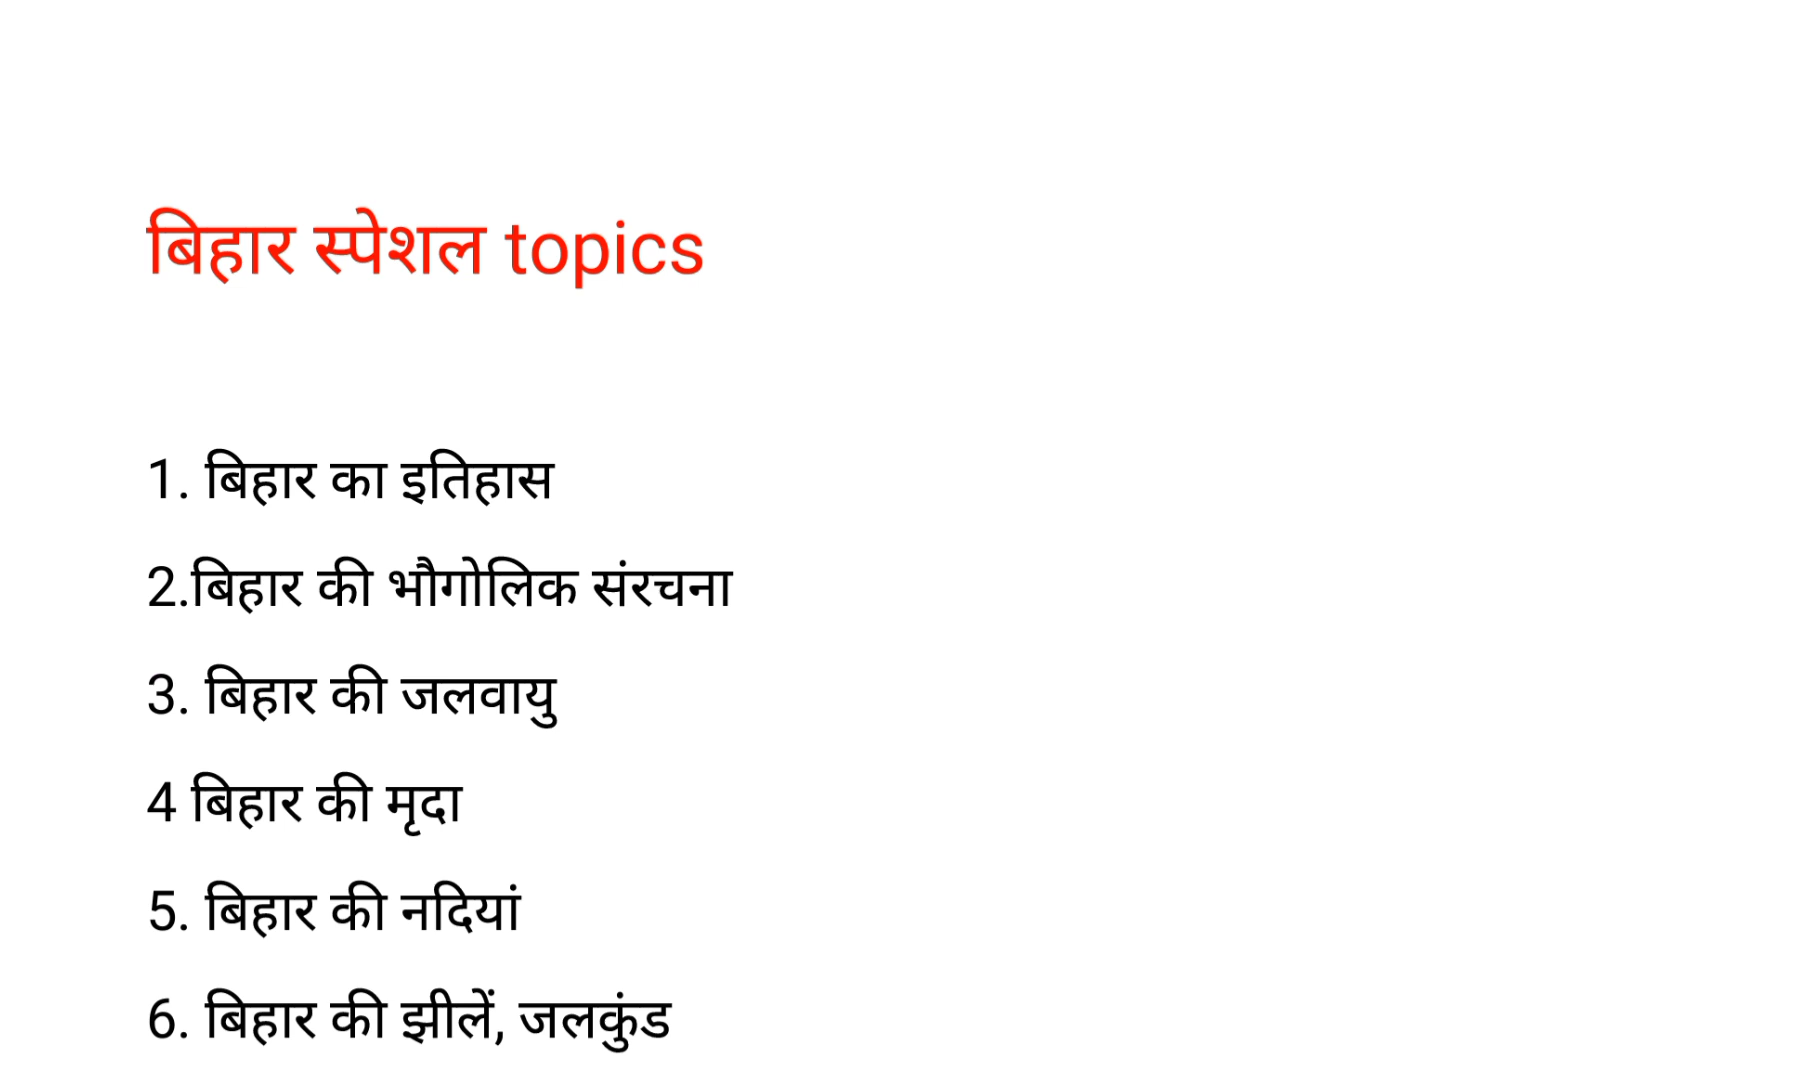 बिहार स्पेशल topics
1. बिहार का इतिहास
2.बिहार की भौगोलिक संरचना
3. बिहार की जलवायु
4 बिहार की मृदा
5. बिहार की नदियां
6. बिहार की झीलें, जलकुंड